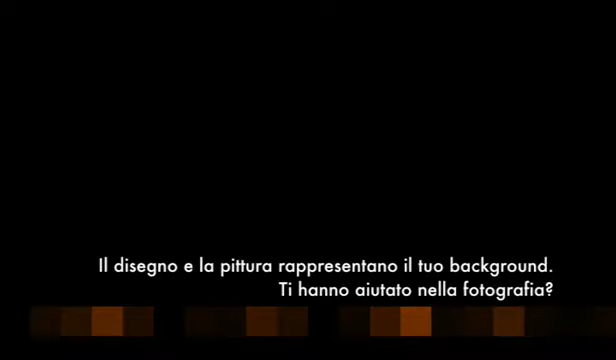 Il disegno e la pittura rappresentano il tuo background.
Ti hanno aiutato nella fotografia?